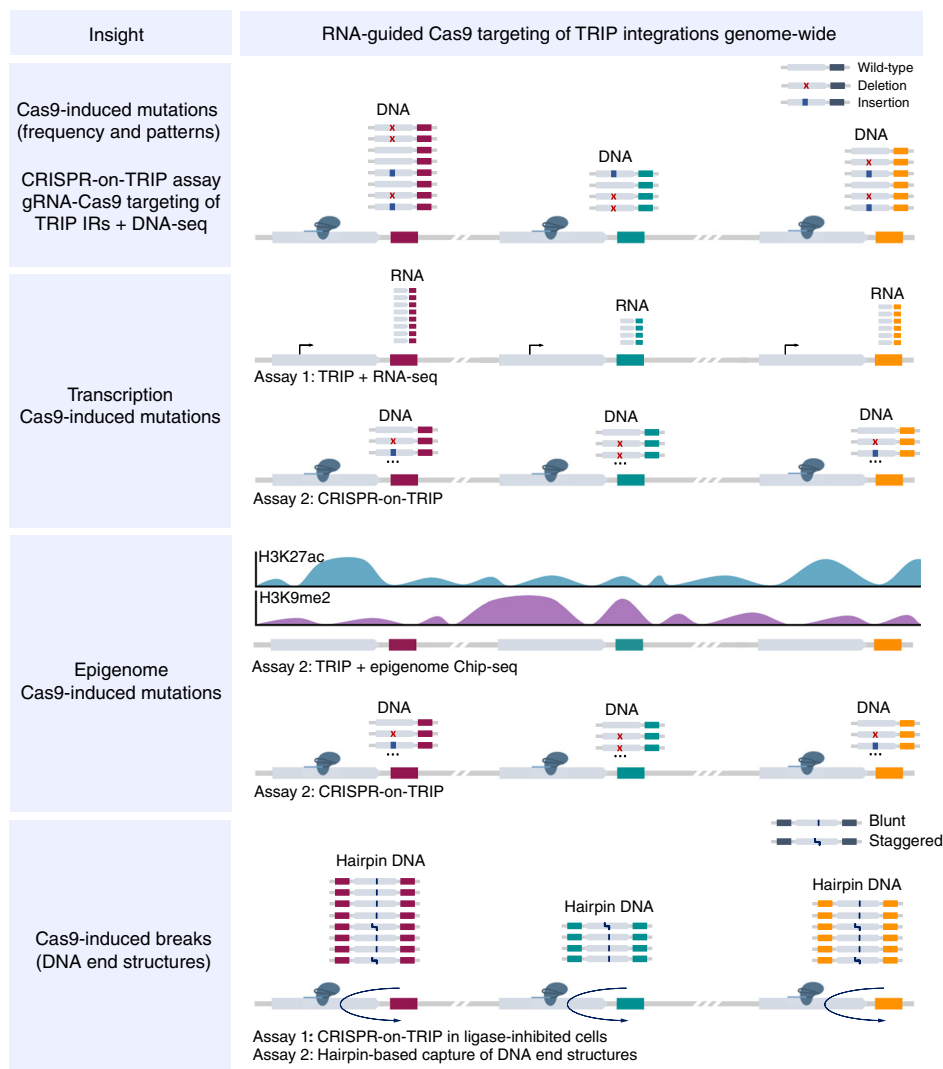 Insight
RNA-guided Cas9 targeting of TRIP integrations genome-wide
Cas9-induced mutations
(frequency and patterns)
CRISPR-on-TRIP assay
gRNA-Cas9 targeting of
TRIP IRs + DNA-seq
Wild-type
x Deletion
Insertion
DNA
x
x
x
DNA
x
x
DNA
x
x
Transcription
Cas9-induced mutations
RNA
RNA
RNA
Assay 1: TRIP + RNA-seq
DNA
x
...
DNA
x
x
...
DNA
x
...
Assay 2: CRISPR-on-TRIP
Epigenome
Cas9-induced mutations
H3K27ac
H3K9me2
Assay 2: TRIP + epigenome Chip-seq
DNA
x
...
DNA
x
x
...
DNA
x
...
Assay 2: CRISPR-on-TRIP
Cas9-induced breaks
(DNA end structures)
Blunt
Staggered
Hairpin DNA
Hairpin DNA
Hairpin DNA
Assay 1: CRISPR-on-TRIP in ligase-inhibited cells
Assay 2: Hairpin-based capture of DNA end structures